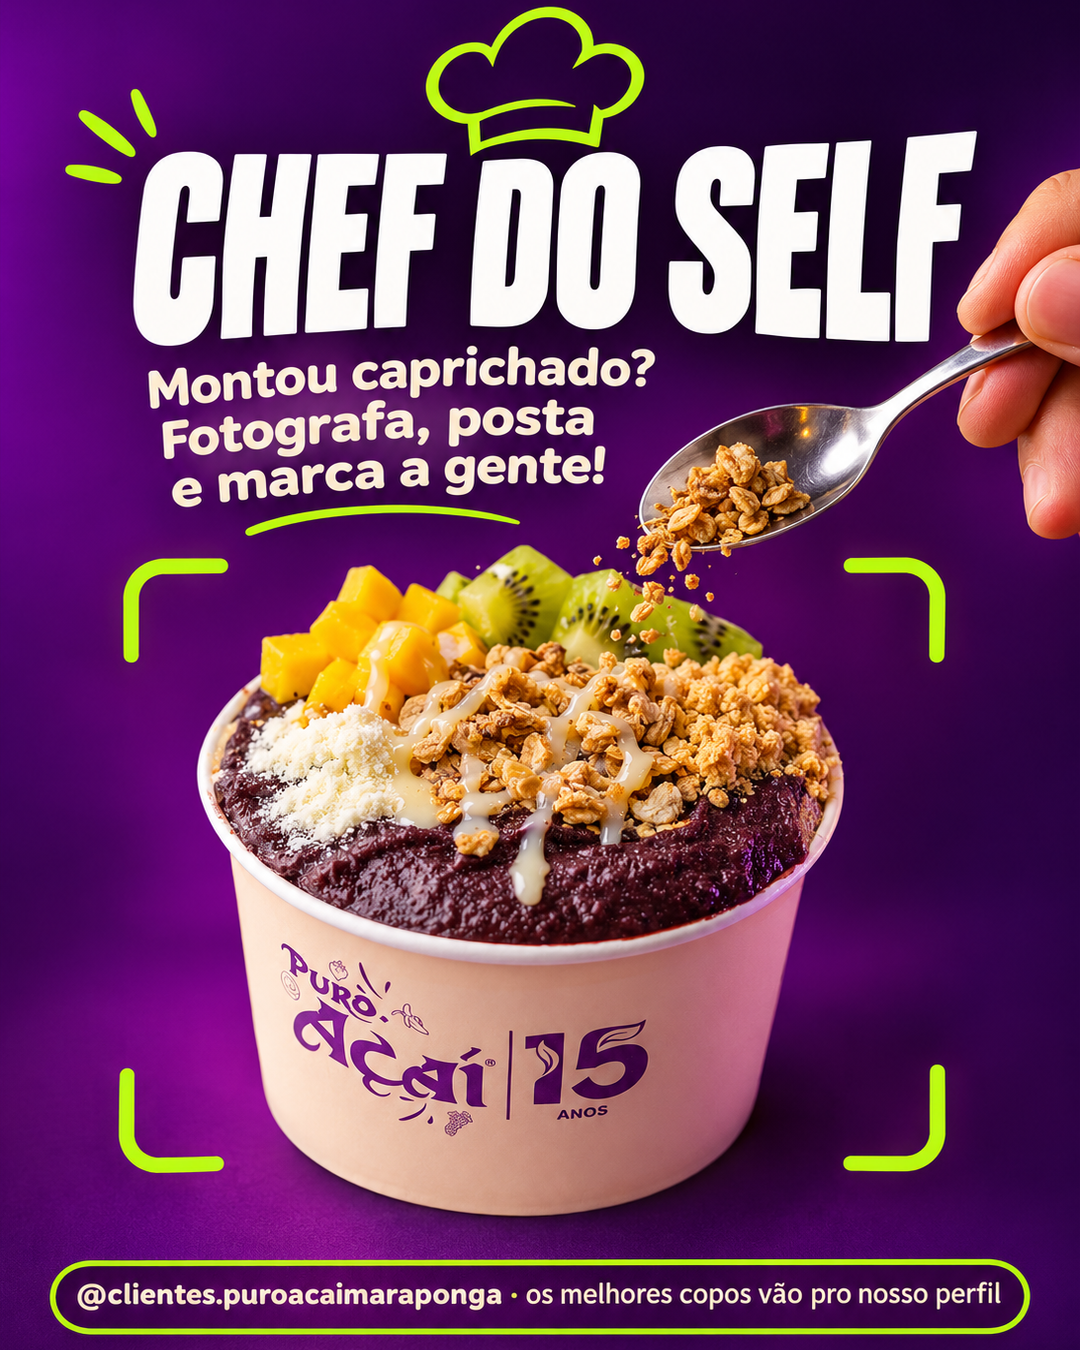 CHEF DO SELF
Montou caprichado?
Fotografa, posta
e marca a gente!
PURO
AÇAÍ®
15
ANOS
@clientes.puroacaimaraponga · os melhores copos vão pro nosso perfil